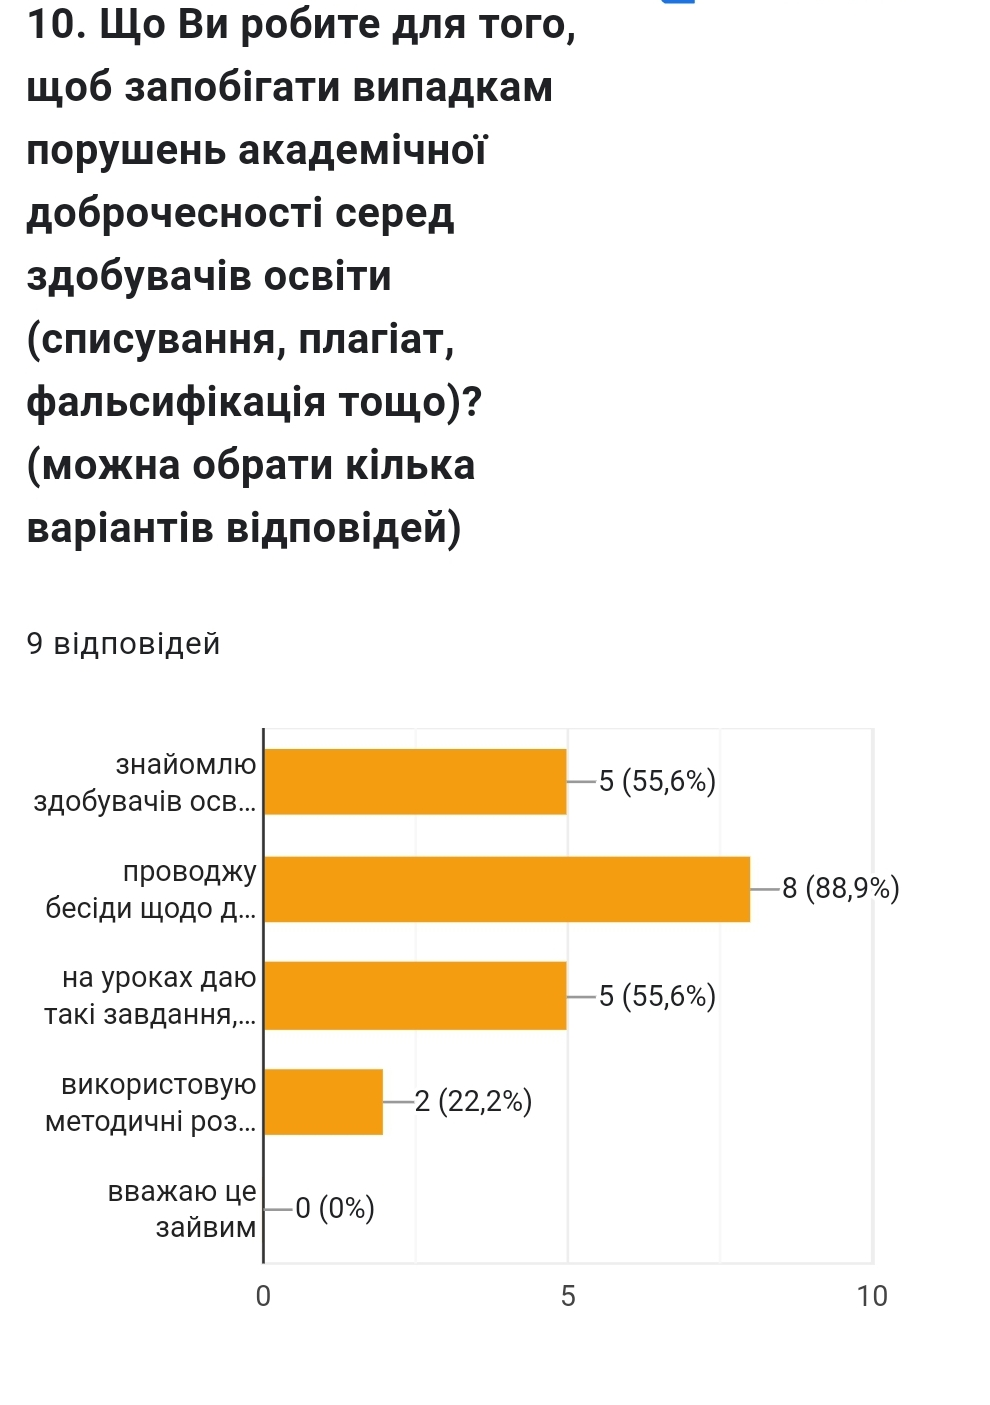 10. Що Ви робите для того,
щоб запобігати випадкам
порушень академічної
доброчесності серед
здобувачів освіти
(списування, плагіат,
фальсифікація тощо)?
(можна обрати кілька
варіантів відповідей)
9 відповідей
знайомлю
здобувачів осв...
5 (55,6%)
проводжу
бесіди щодо д...
8 (88,9%)
на уроках даю
такі завдання,...
5 (55,6%)
використовую
методичні роз...
2 (22,2%)
вважаю це
зайвим
0 (0%)
0 5 10